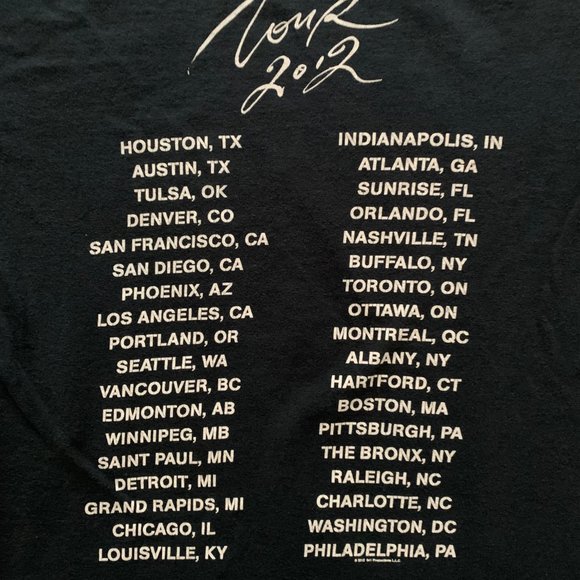 Tour
2012
HOUSTON, TX
AUSTIN, TX
TULSA, OK
DENVER, CO
SAN FRANCISCO, CA
SAN DIEGO, CA
PHOENIX, AZ
LOS ANGELES, CA
PORTLAND, OR
SEATTLE, WA
VANCOUVER, BC
EDMONTON, AB
WINNIPEG, MB
SAINT PAUL, MN
DETROIT, MI
GRAND RAPIDS, MI
CHICAGO, IL
LOUISVILLE, KY
INDIANAPOLIS, IN
ATLANTA, GA
SUNRISE, FL
ORLANDO, FL
NASHVILLE, TN
BUFFALO, NY
TORONTO, ON
OTTAWA, ON
MONTREAL, QC
ALBANY, NY
HARTFORD, CT
BOSTON, MA
PITTSBURGH, PA
THE BRONX, NY
RALEIGH, NC
CHARLOTTE, NC
WASHINGTON, DC
PHILADELPHIA, PA